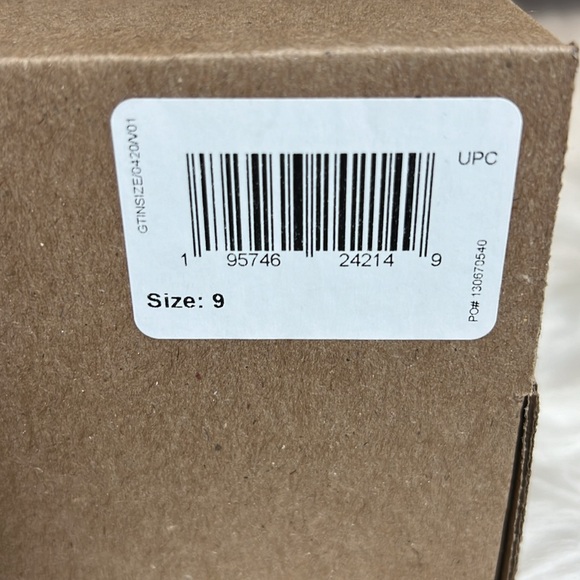 GTINSIZE/0420/V01
UPC
1 95746 24214 9
Size: 9
PO# 130670540